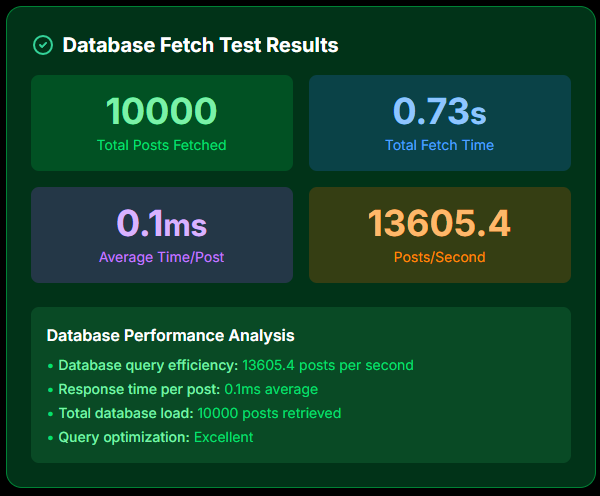 Database Fetch Test Results
10000
Total Posts Fetched
0.73s
Total Fetch Time
0.1ms
Average Time/Post
13605.4
Posts/Second
Database Performance Analysis
• Database query efficiency: 13605.4 posts per second
• Response time per post: 0.1ms average
• Total database load: 10000 posts retrieved
• Query optimization: Excellent